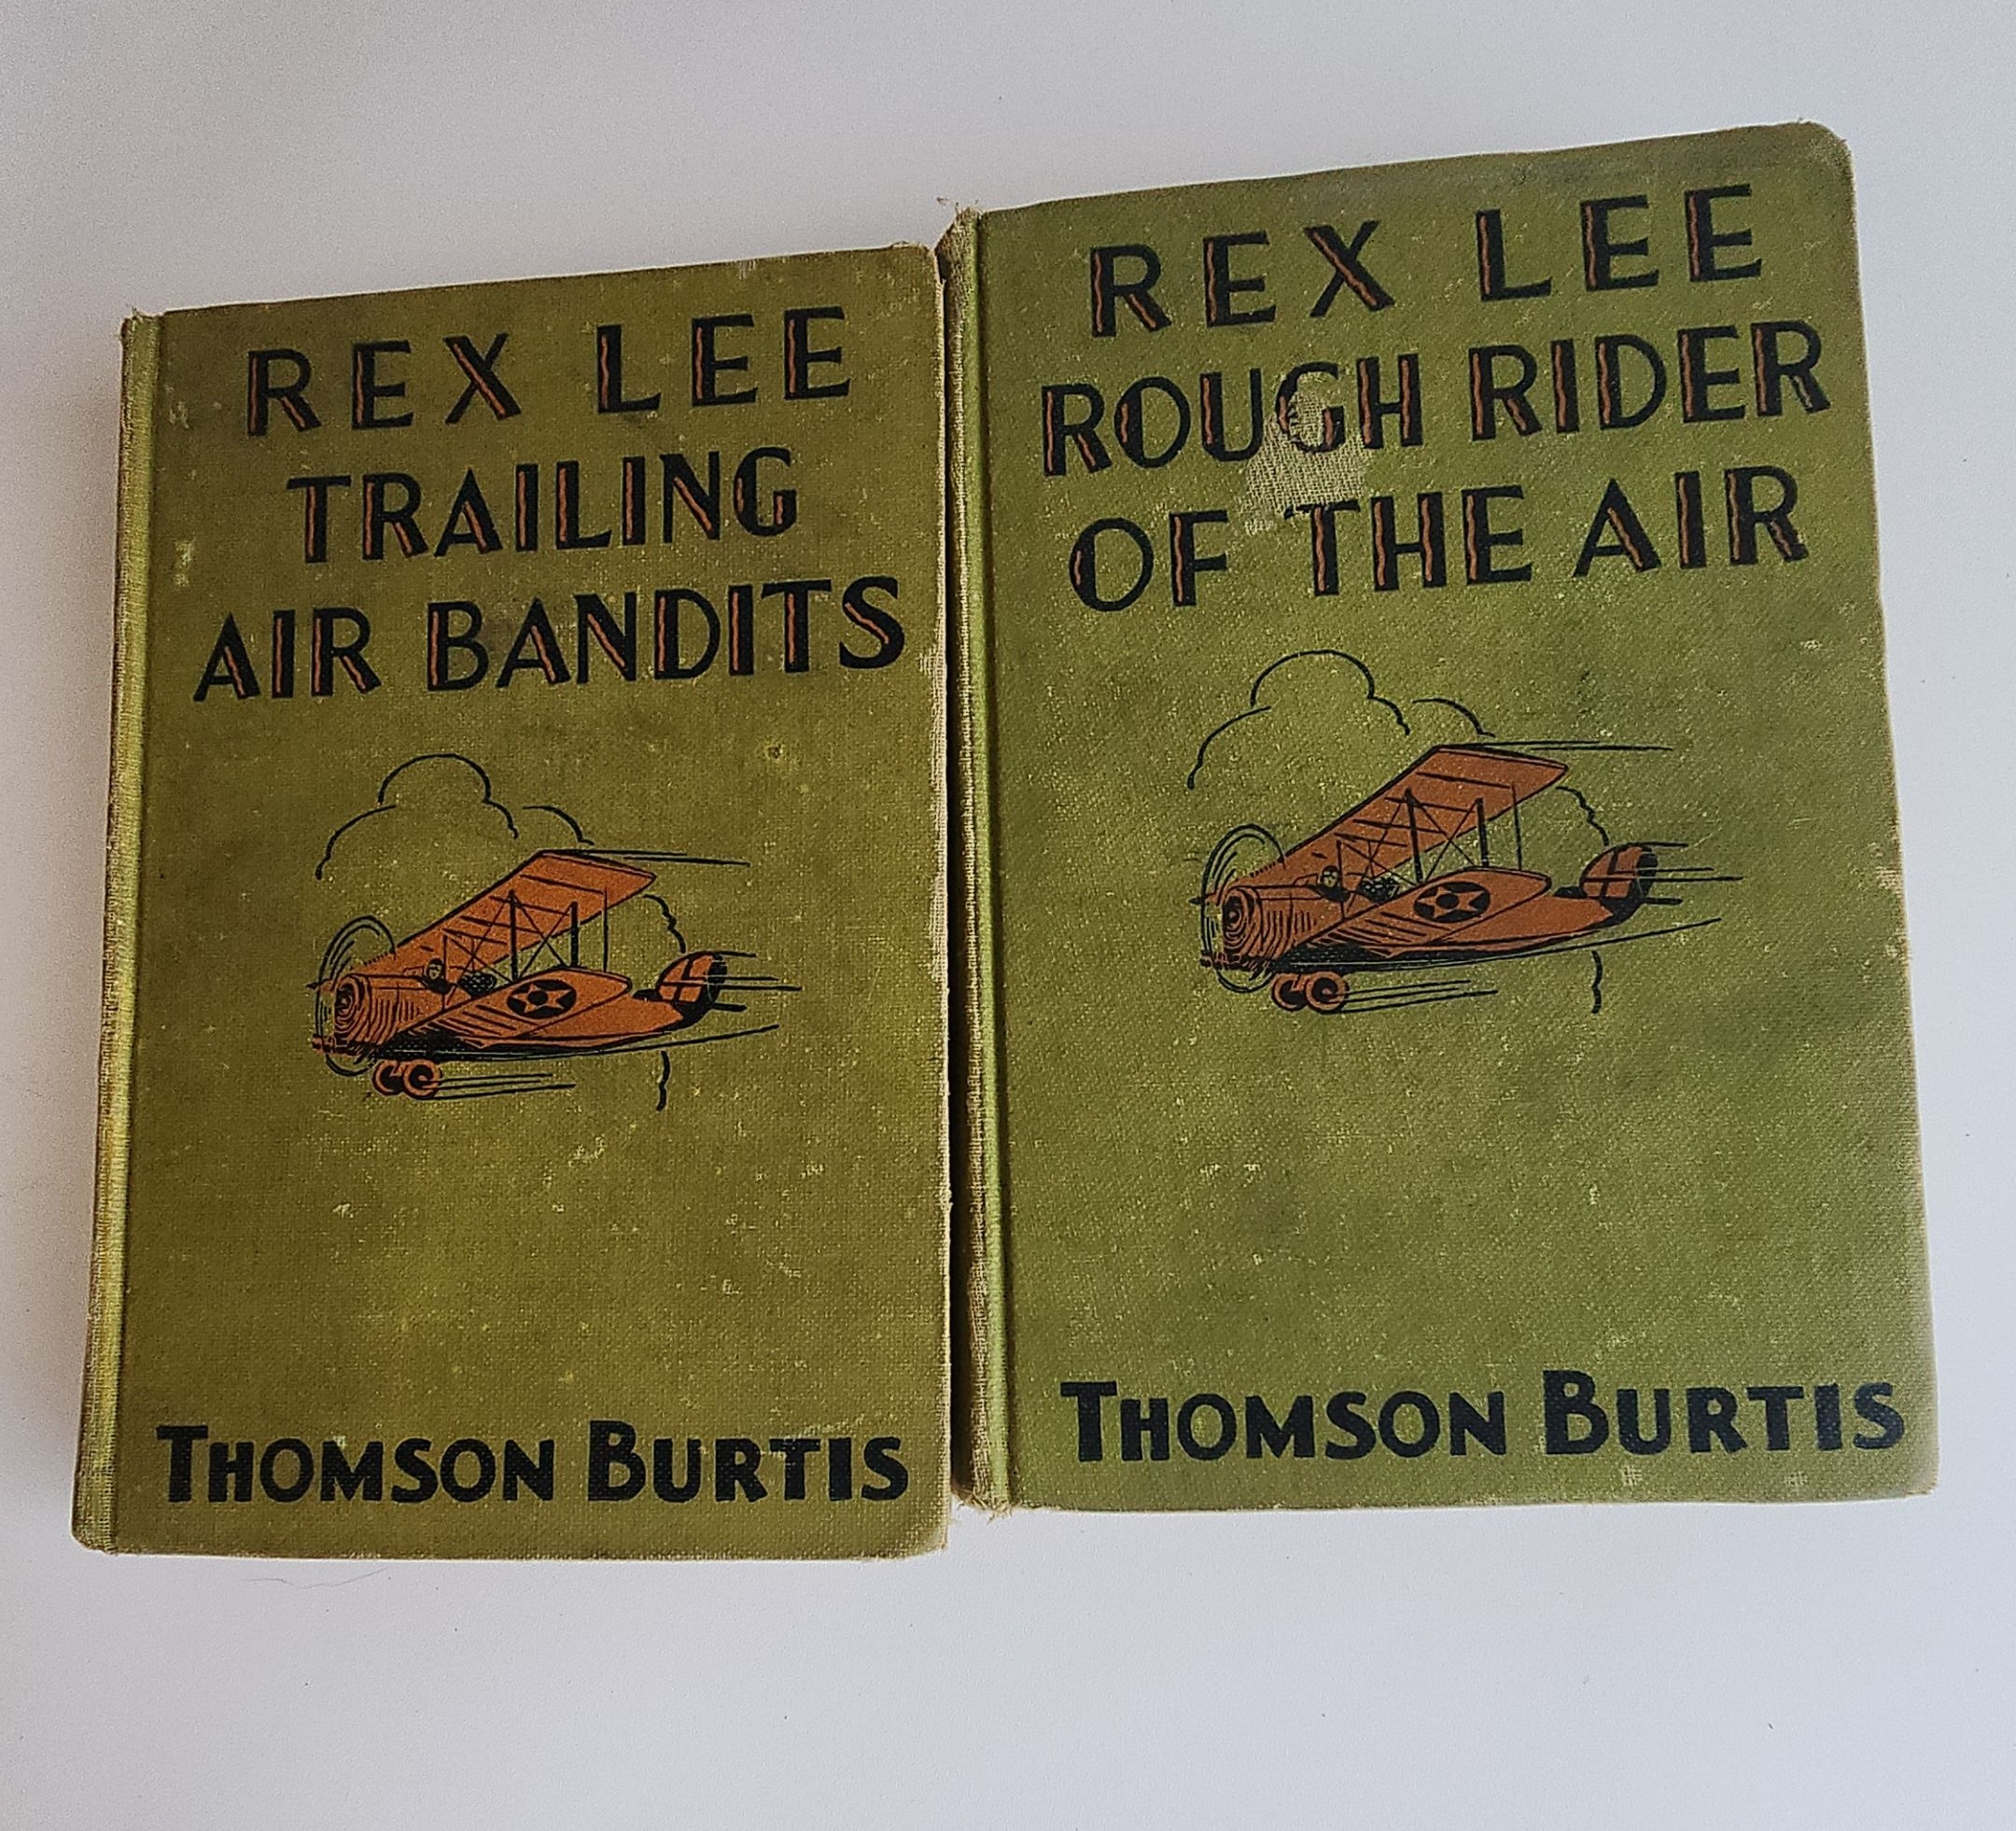 REX LEE
TRAILING
AIR BANDITS
THOMSON BURTIS
REX LEE
ROUGH RIDER
OF THE AIR
THOMSON BURTIS